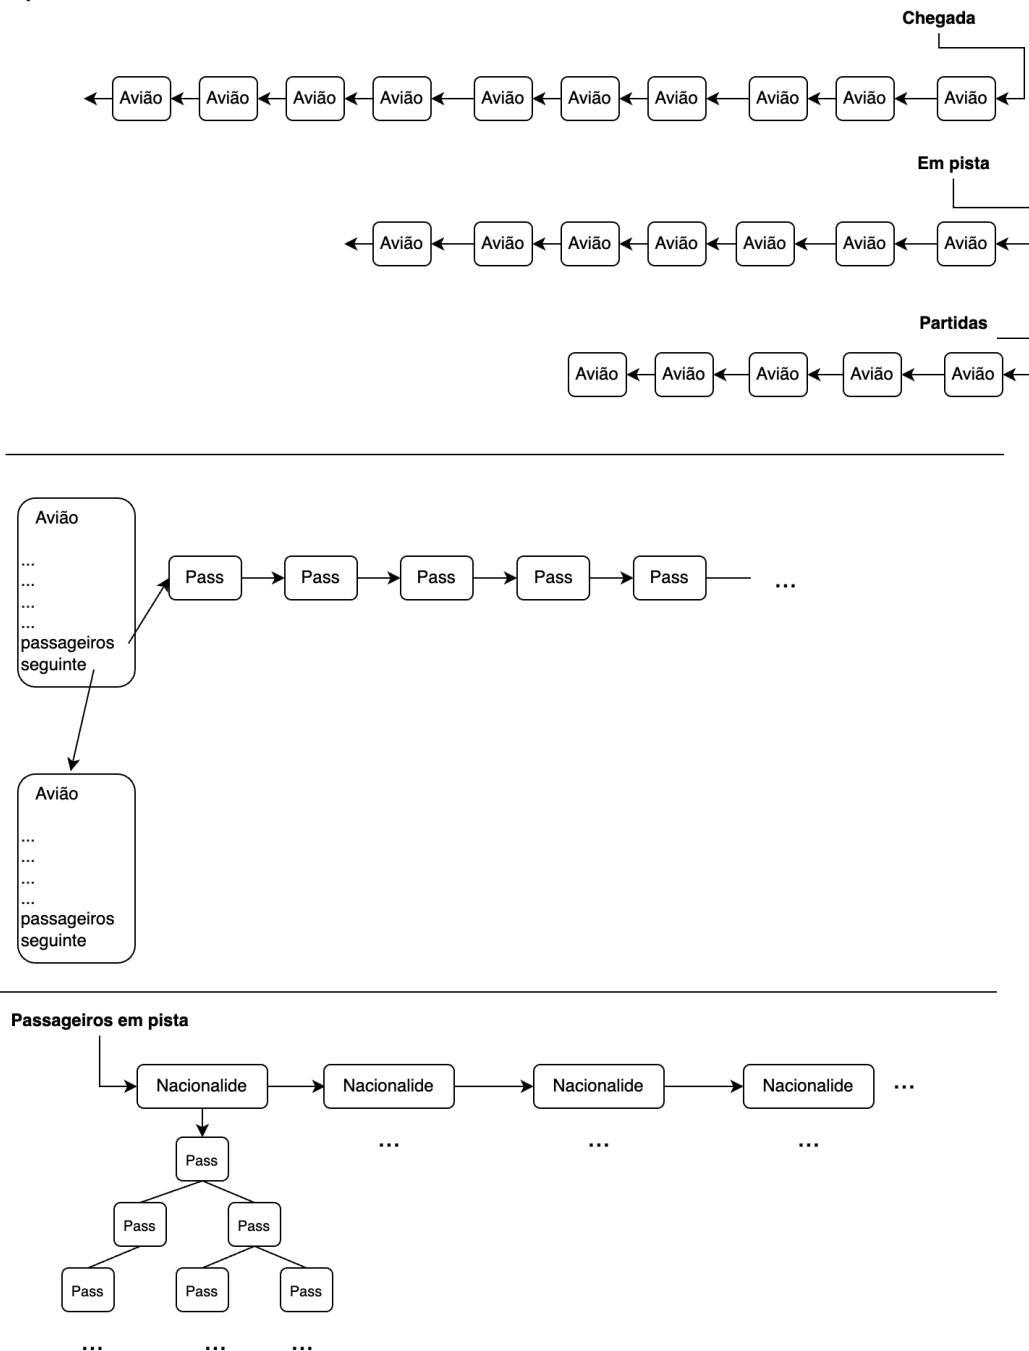 Chegada
Avião Avião Avião Avião Avião Avião Avião Avião Avião Avião
Em pista
Avião Avião Avião Avião Avião Avião Avião
Partidas
Avião Avião Avião Avião Avião
Avião
...
...
...
...
passageiros
seguinte
Pass Pass Pass Pass Pass ...
Avião
...
...
...
...
passageiros
seguinte
Passageiros em pista
Nacionalide Nacionalide Nacionalide Nacionalide ...
... ... ...
Pass
Pass Pass
Pass Pass Pass
... ... ...